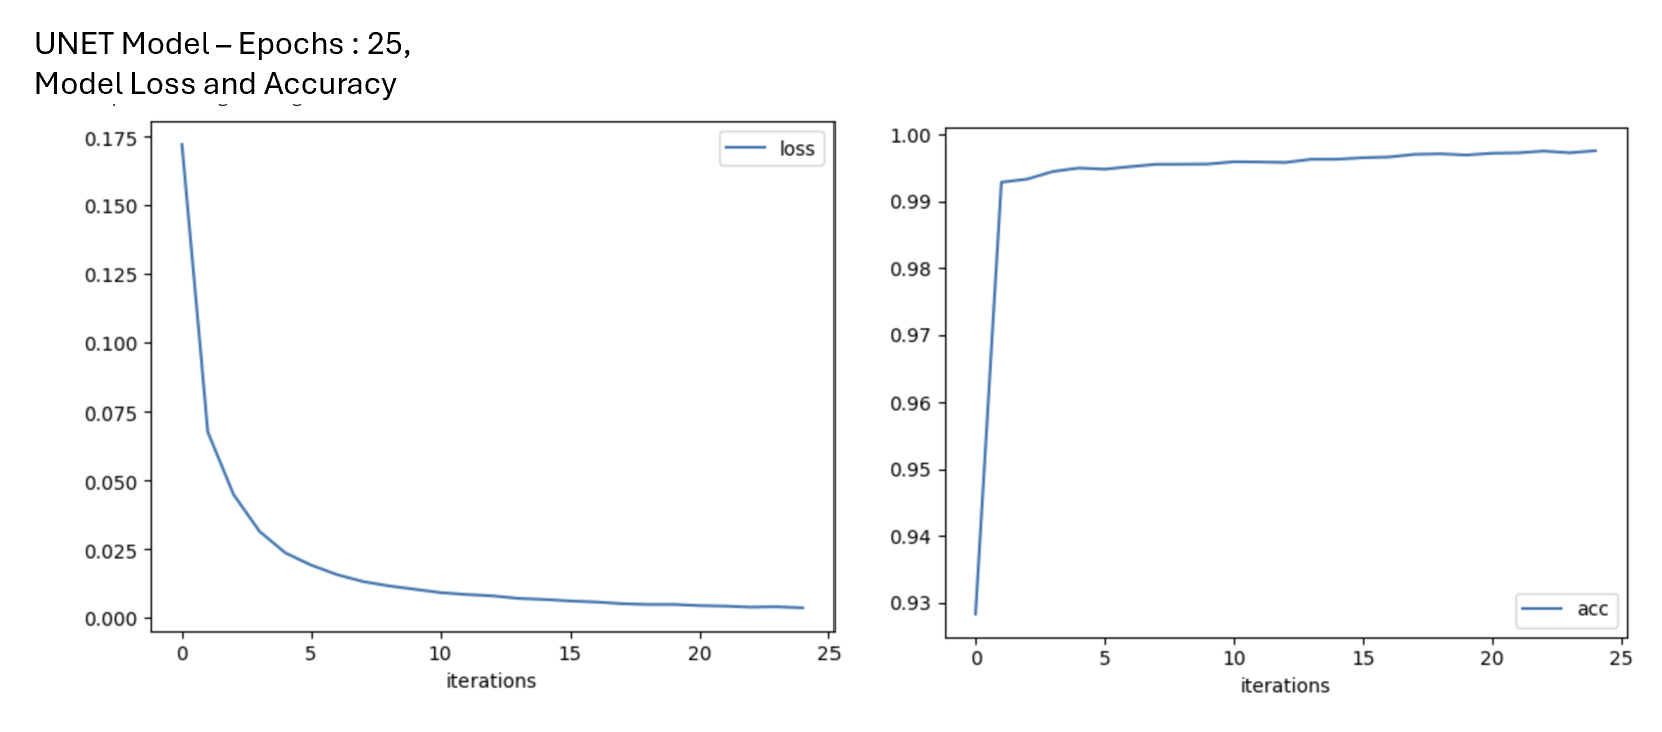 UNET Model – Epochs : 25,
Model Loss and Accuracy
0.175
0.150
0.125
0.100
0.075
0.050
0.025
0.000
loss
0 5 10 15 20 25
iterations
1.00
0.99
0.98
0.97
0.96
0.95
0.94
0.93
acc
0 5 10 15 20 25
iterations